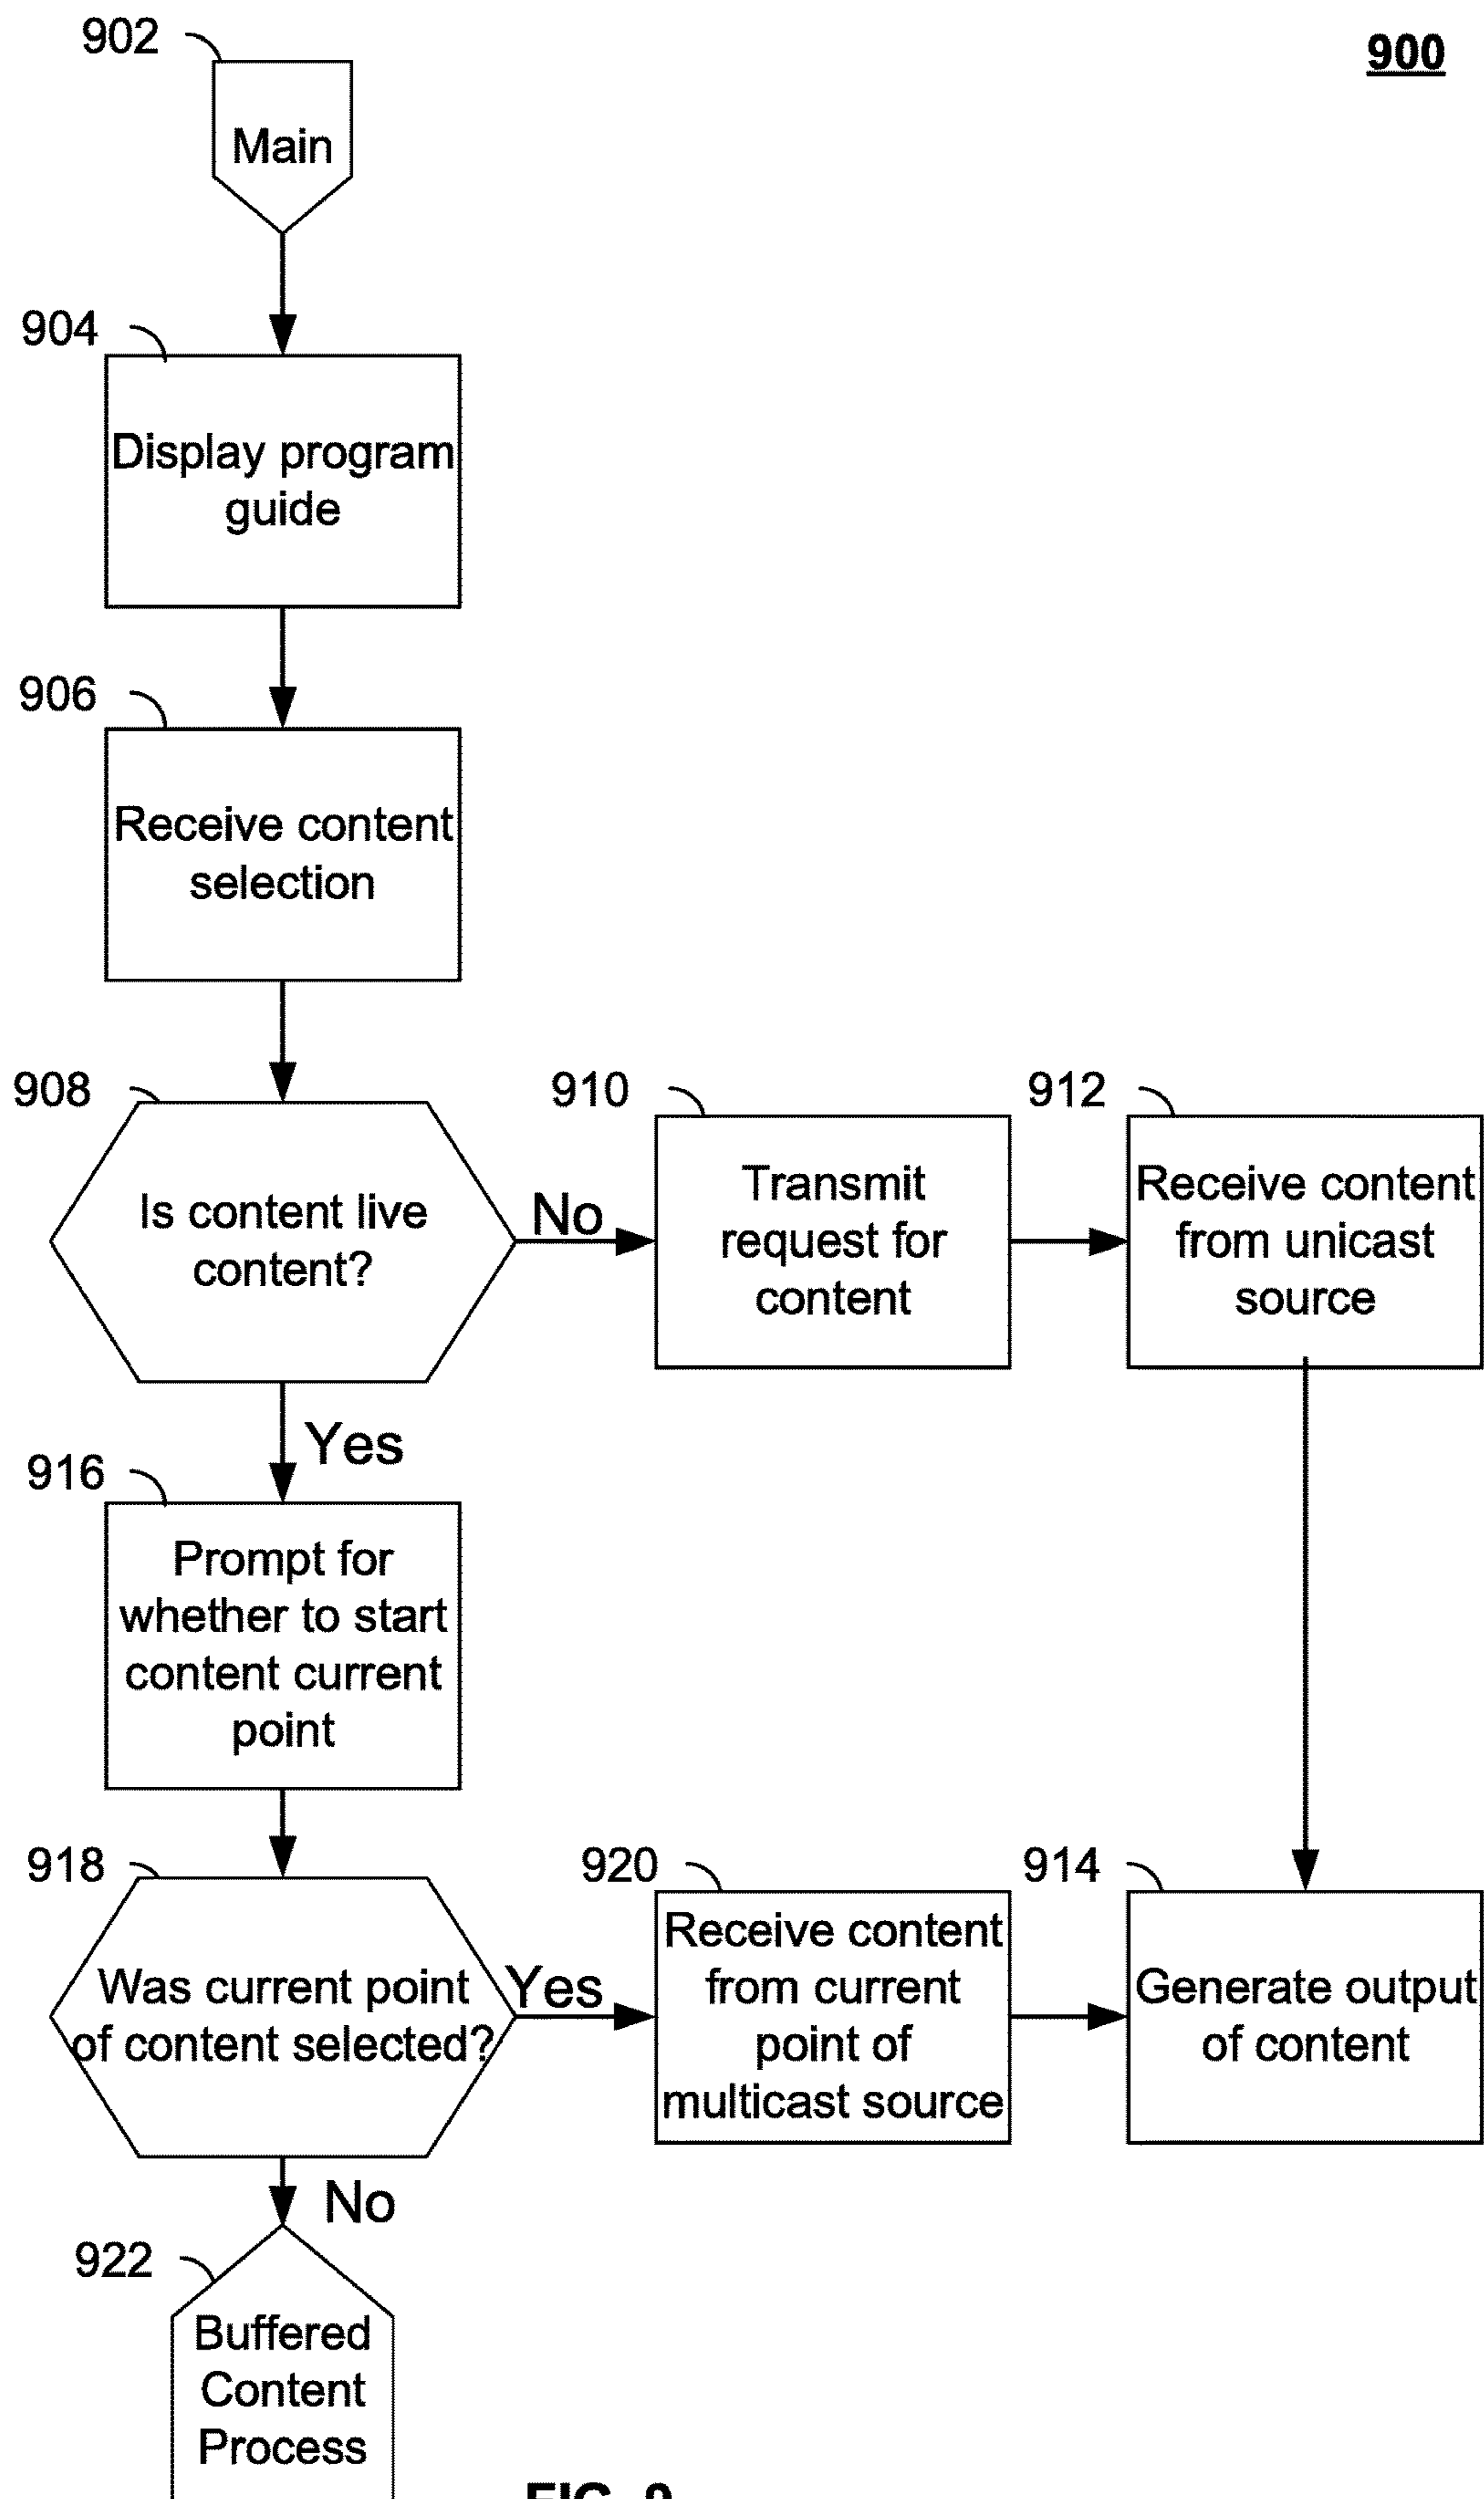 902
900
Main
904
Display program
guide
906
Receive content
selection
908
Is content live
content?
No
910
Transmit
request for
content
912
Receive content
from unicast
source
Yes
916
Prompt for
whether to start
content current
point
918
Was current point
of content selected?
Yes
920
Receive content
from current
point of
multicast source
914
Generate output
of content
No
922
Buffered
Content
Process
FIG. 9